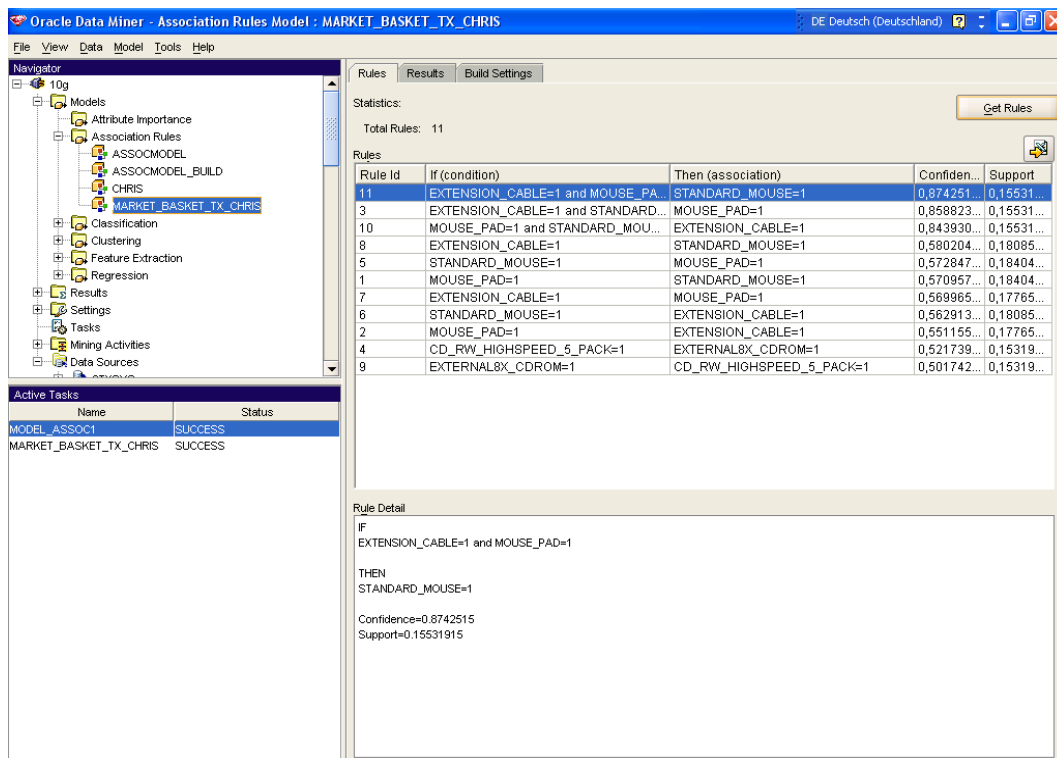 Oracle Data Miner - Association Rules Model : MARKET_BASKET_TX_CHRIS
DE Deutsch (Deutschland)
File View Data Model Tools Help
Navigator
10g
Models
Attribute Importance
Association Rules
ASSOCMODEL
ASSOCMODEL_BUILD
CHRIS
MARKET_BASKET_TX_CHRIS
Classification
Clustering
Feature Extraction
Regression
Results
Settings
Tasks
Mining Activities
Data Sources
Active Tasks
Name Status
MODEL_ASSOC1 SUCCESS
MARKET_BASKET_TX_CHRIS SUCCESS
Rules Results Build Settings
Statistics:
Get Rules
Total Rules: 11
Rules
Rule Id If (condition) Then (association) Confiden... Support
11 EXTENSION_CABLE=1 and MOUSE_PA... STANDARD_MOUSE=1 0,874251... 0,15531...
3 EXTENSION_CABLE=1 and STANDARD... MOUSE_PAD=1 0,858823... 0,15531...
10 MOUSE_PAD=1 and STANDARD_MOU... EXTENSION_CABLE=1 0,843930... 0,15531...
8 EXTENSION_CABLE=1 STANDARD_MOUSE=1 0,580204... 0,18085...
5 STANDARD_MOUSE=1 MOUSE_PAD=1 0,572847... 0,18404...
1 MOUSE_PAD=1 STANDARD_MOUSE=1 0,570957... 0,18404...
7 EXTENSION_CABLE=1 MOUSE_PAD=1 0,569965... 0,17765...
6 STANDARD_MOUSE=1 EXTENSION_CABLE=1 0,562913... 0,18085...
2 MOUSE_PAD=1 EXTENSION_CABLE=1 0,551155... 0,17765...
4 CD_RW_HIGHSPEED_5_PACK=1 EXTERNAL8X_CDROM=1 0,521739... 0,15319...
9 EXTERNAL8X_CDROM=1 CD_RW_HIGHSPEED_5_PACK=1 0,501742... 0,15319...
Rule Detail
IF
EXTENSION_CABLE=1 and MOUSE_PAD=1
THEN
STANDARD_MOUSE=1
Confidence=0.8742515
Support=0.15531915